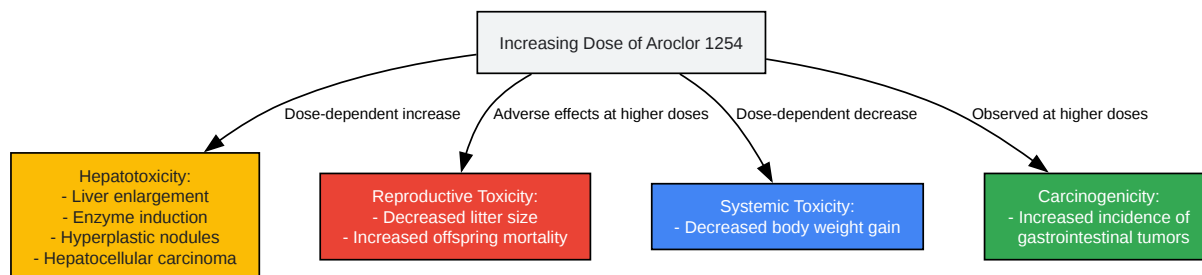 Increasing Dose of Aroclor 1254
Dose-dependent increase
Adverse effects at higher doses
Dose-dependent decrease
Observed at higher doses
Hepatotoxicity:
- Liver enlargement
- Enzyme induction
- Hyperplastic nodules
- Hepatocellular carcinoma
Reproductive Toxicity:
- Decreased litter size
- Increased offspring mortality
Systemic Toxicity:
- Decreased body weight gain
Carcinogenicity:
- Increased incidence of
gastrointestinal tumors